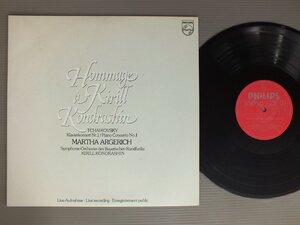 PHILIPS
Hommage
à Kirill
Kondrashin
TCHAIKOVSKY
Klavierkonzert Nr.1 / Piano Concerto No.1
MARTHA ARGERICH
Symphonie-Orchester des Bayerischen Rundfunks
KIRILL KONDRASHIN
Live-Aufnahme · Live recording · Enregistrement public
PHILIPS